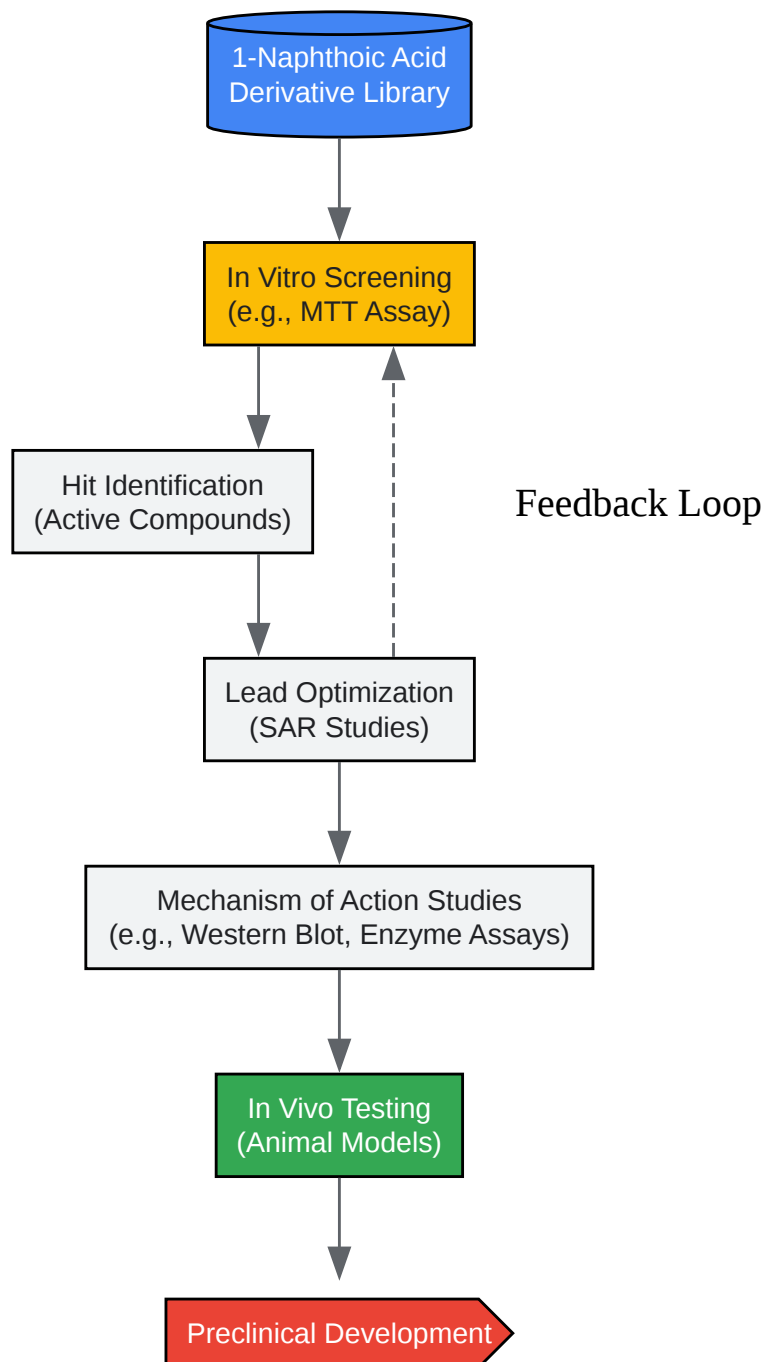 1-Naphthoic Acid
Derivative Library
In Vitro Screening
(e.g., MTT Assay)
Hit Identification
(Active Compounds)
Feedback Loop
Lead Optimization
(SAR Studies)
Mechanism of Action Studies
(e.g., Western Blot, Enzyme Assays)
In Vivo Testing
(Animal Models)
Preclinical Development